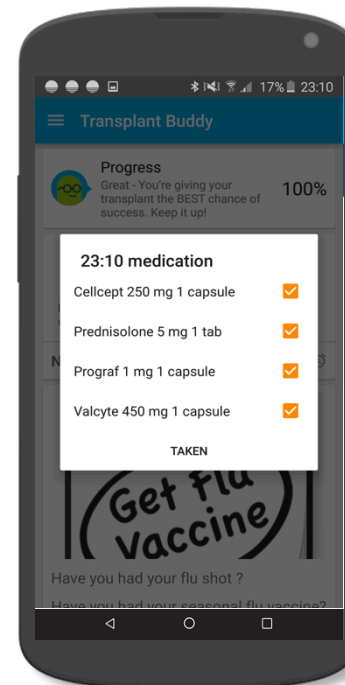 17% 23:10
Transplant Buddy
Progress
Great - You're giving your
transplant the BEST chance of
success. Keep it up!
100%
23:10 medication
Cellcept 250 mg 1 capsule
Prednisolone 5 mg 1 tab
Prograf 1 mg 1 capsule
Valcyte 450 mg 1 capsule
TAKEN
Get Flu
Vaccine
Have you had your flu shot ?
Have you had your seasonal flu vaccine?